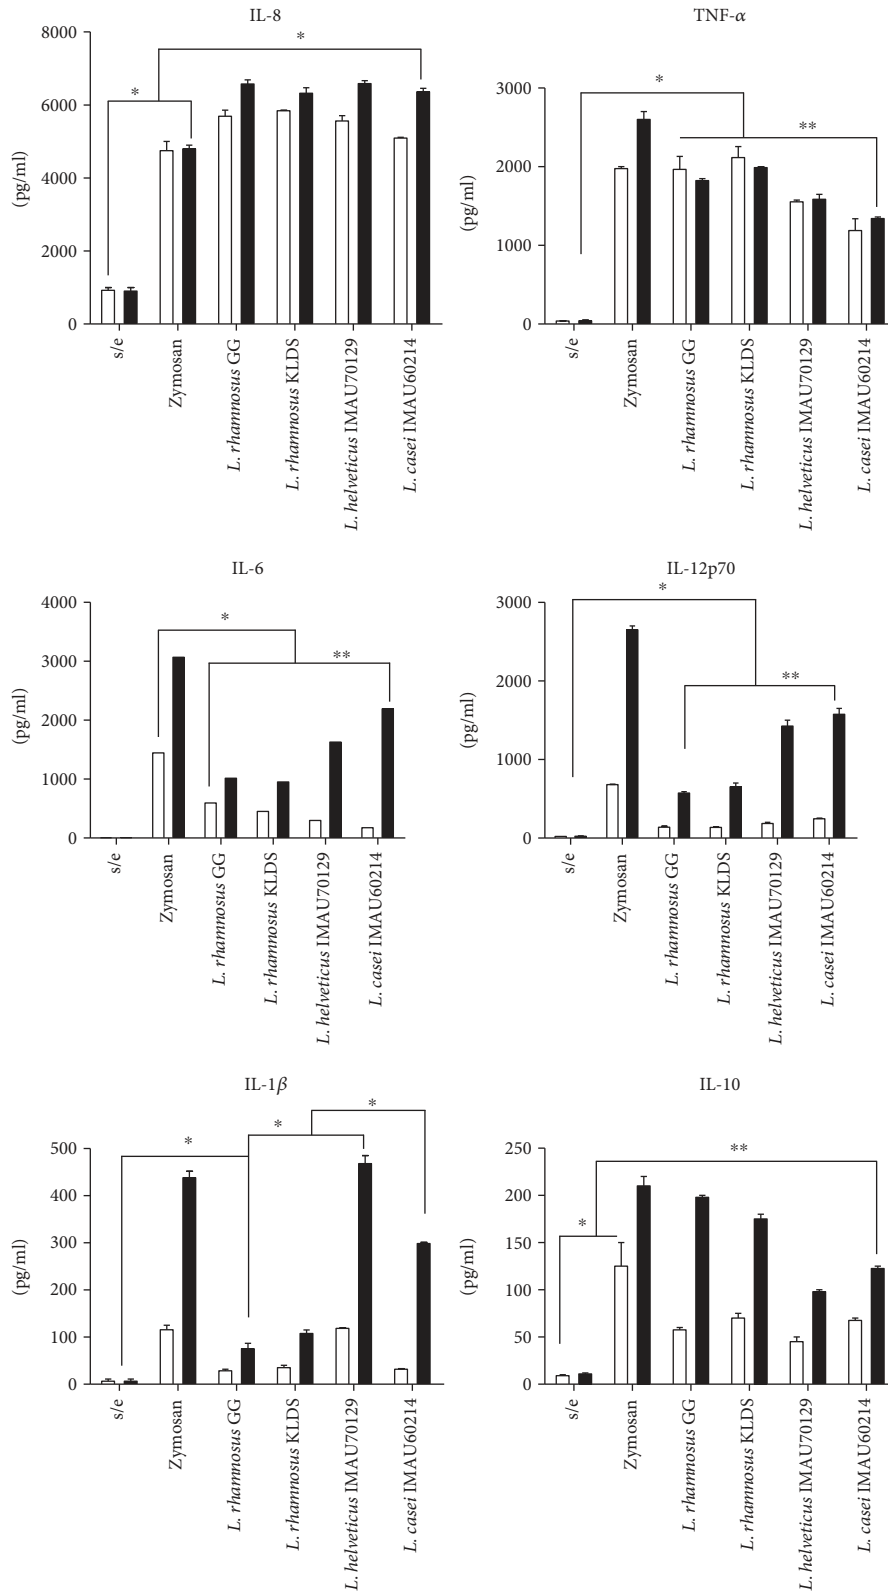 IL-8
8000
6000
4000
2000
0
(pg/ml)
*
*
s/e
Zymosan
L. rhamnosus GG
L. rhamnosus KLDS
L. helveticus IMAU70129
L. casei IMAU60214
TNF-α
3000
2000
1000
0
(pg/ml)
*
**
s/e
Zymosan
L. rhamnosus GG
L. rhamnosus KLDS
L. helveticus IMAU70129
L. casei IMAU60214
IL-6
4000
3000
2000
1000
0
(pg/ml)
*
**
s/e
Zymosan
L. rhamnosus GG
L. rhamnosus KLDS
L. helveticus IMAU70129
L. casei IMAU60214
IL-12p70
3000
2000
1000
0
(pg/ml)
*
**
s/e
Zymosan
L. rhamnosus GG
L. rhamnosus KLDS
L. helveticus IMAU70129
L. casei IMAU60214
IL-1β
500
400
300
200
100
0
(pg/ml)
*
*
*
s/e
Zymosan
L. rhamnosus GG
L. rhamnosus KLDS
L. helveticus IMAU70129
L. casei IMAU60214
IL-10
250
200
150
100
50
0
(pg/ml)
*
**
s/e
Zymosan
L. rhamnosus GG
L. rhamnosus KLDS
L. helveticus IMAU70129
L. casei IMAU60214